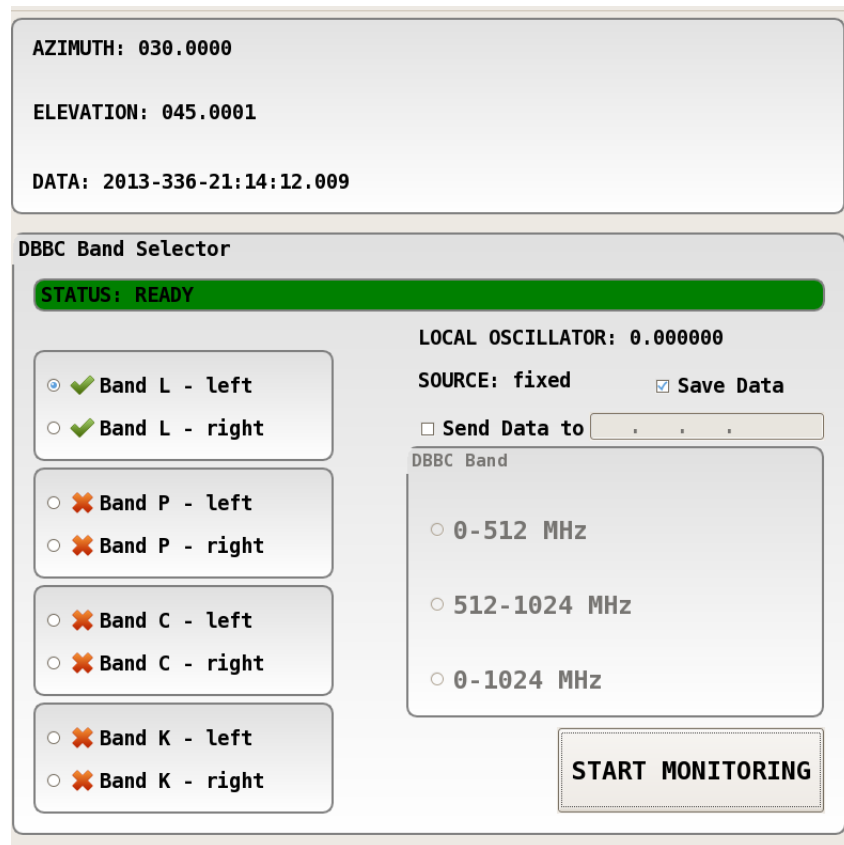 AZIMUTH: 030.0000
ELEVATION: 045.0001
DATA: 2013-336-21:14:12.009
DBBC Band Selector
STATUS: READY
Band L - left
Band L - right
Band P - left
Band P - right
Band C - left
Band C - right
Band K - left
Band K - right
LOCAL OSCILLATOR: 0.000000
SOURCE: fixed
Save Data
Send Data to . . .
DBBC Band
0-512 MHz
512-1024 MHz
0-1024 MHz
START MONITORING